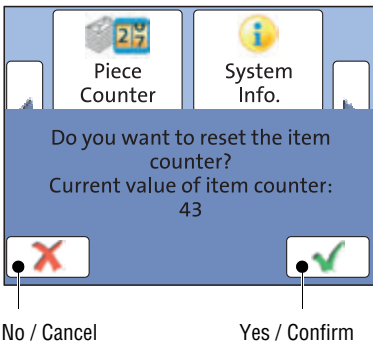 Piece
Counter
System
Info.
Do you want to reset the item
counter?
Current value of item counter:
43
No / Cancel
Yes / Confirm